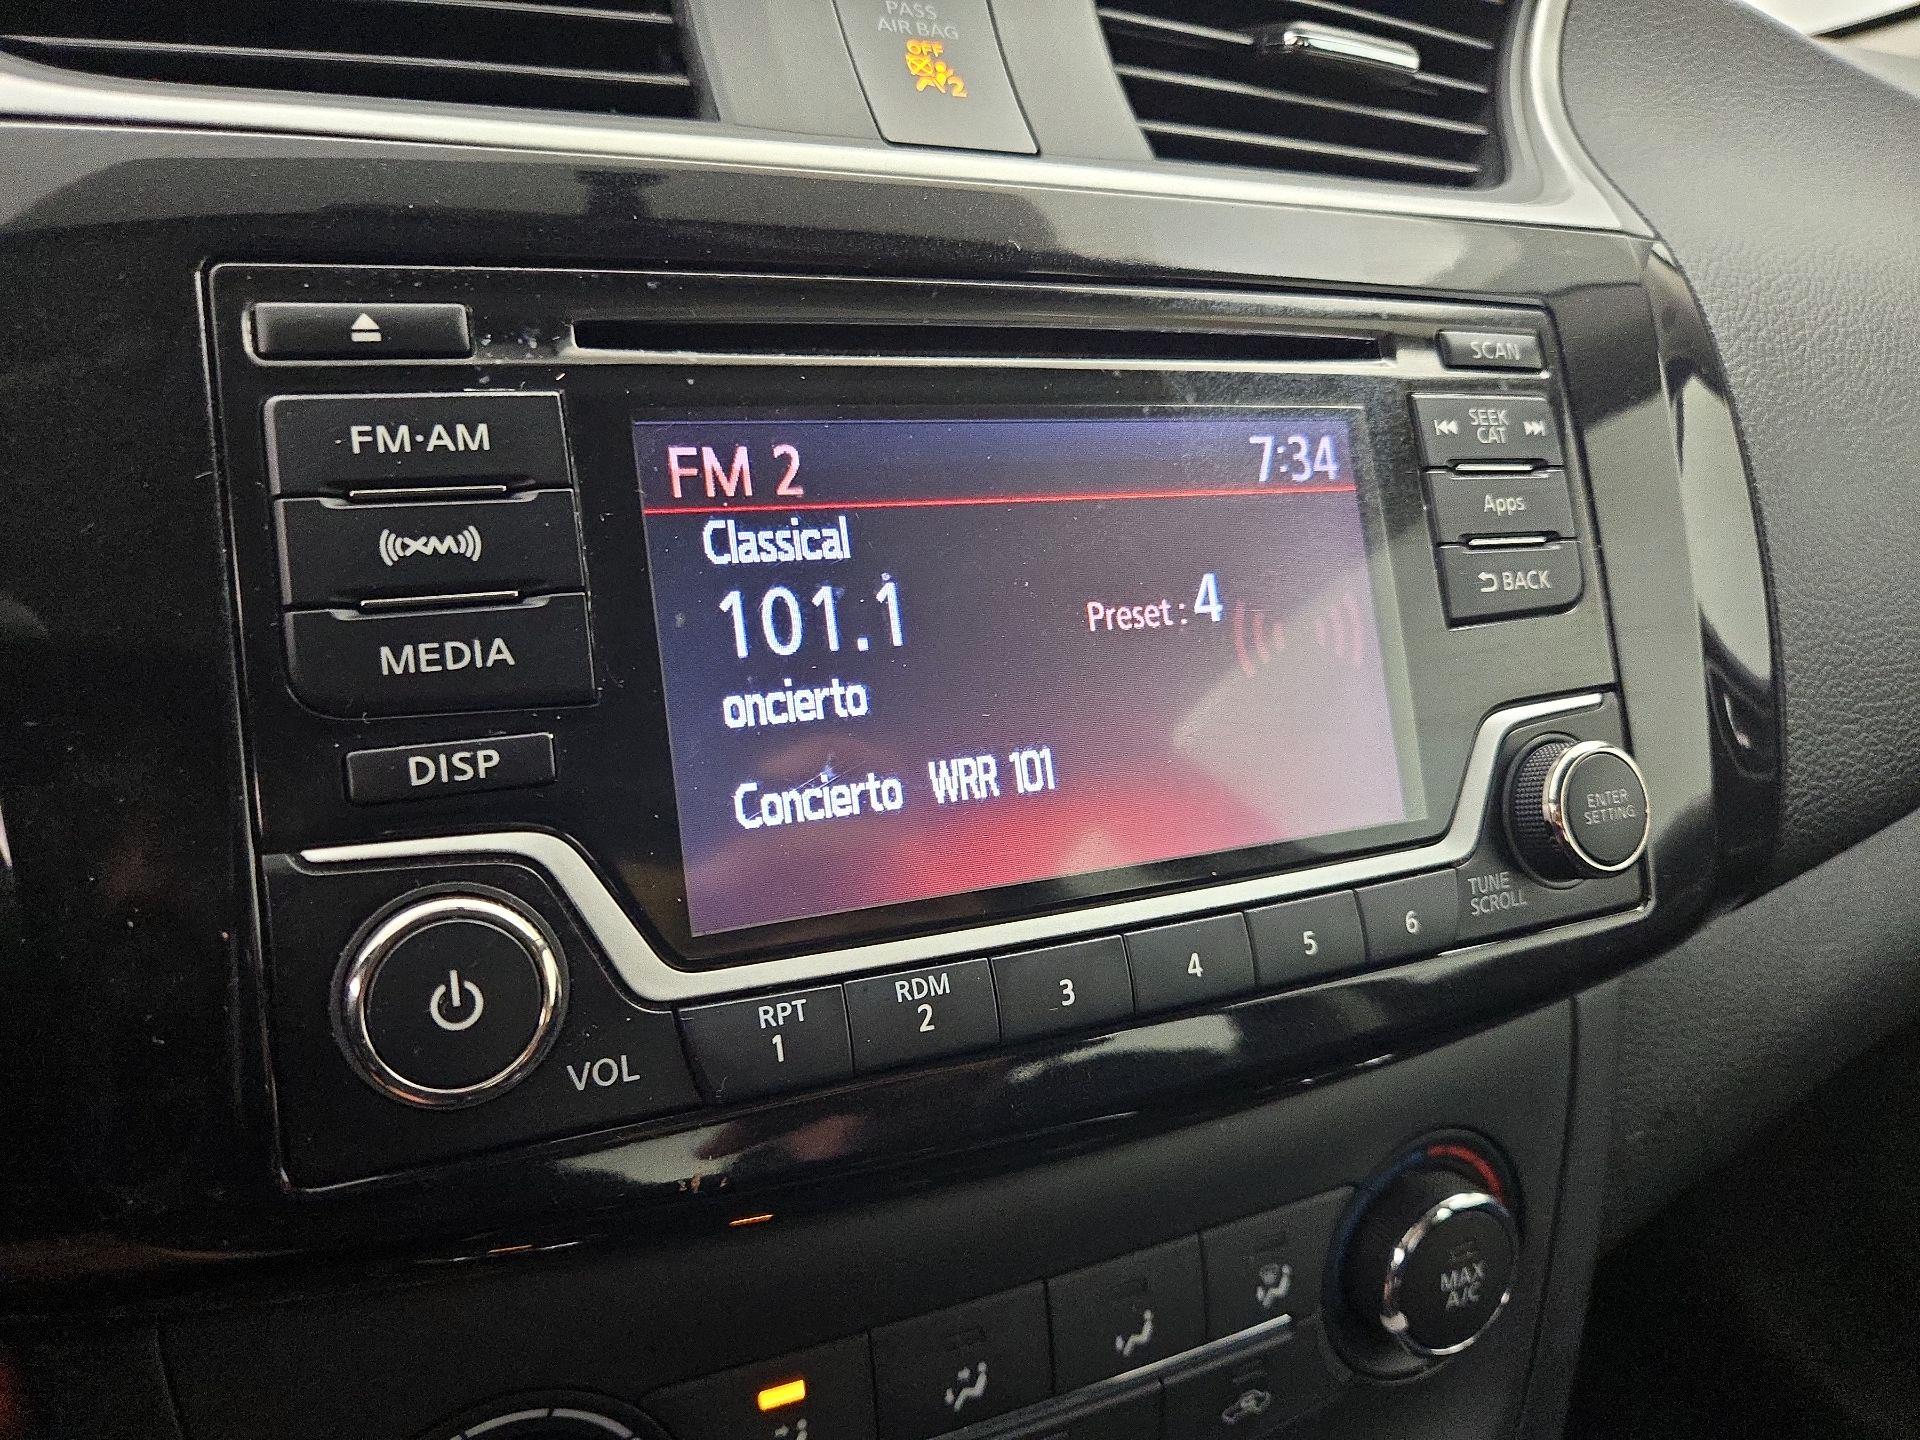 PASS
AIR BAG
OFF
2
SCAN
FM·AM
SEEK
CAT
XM
Apps
MEDIA
BACK
DISP
FM 2 7:34
Classical
101.1 Preset : 4
oncierto
Concierto WRR 101
ENTER
SETTING
TUNE
SCROLL
VOL
RPT
1
RDM
2
3
4
5
6
MAX
A/C